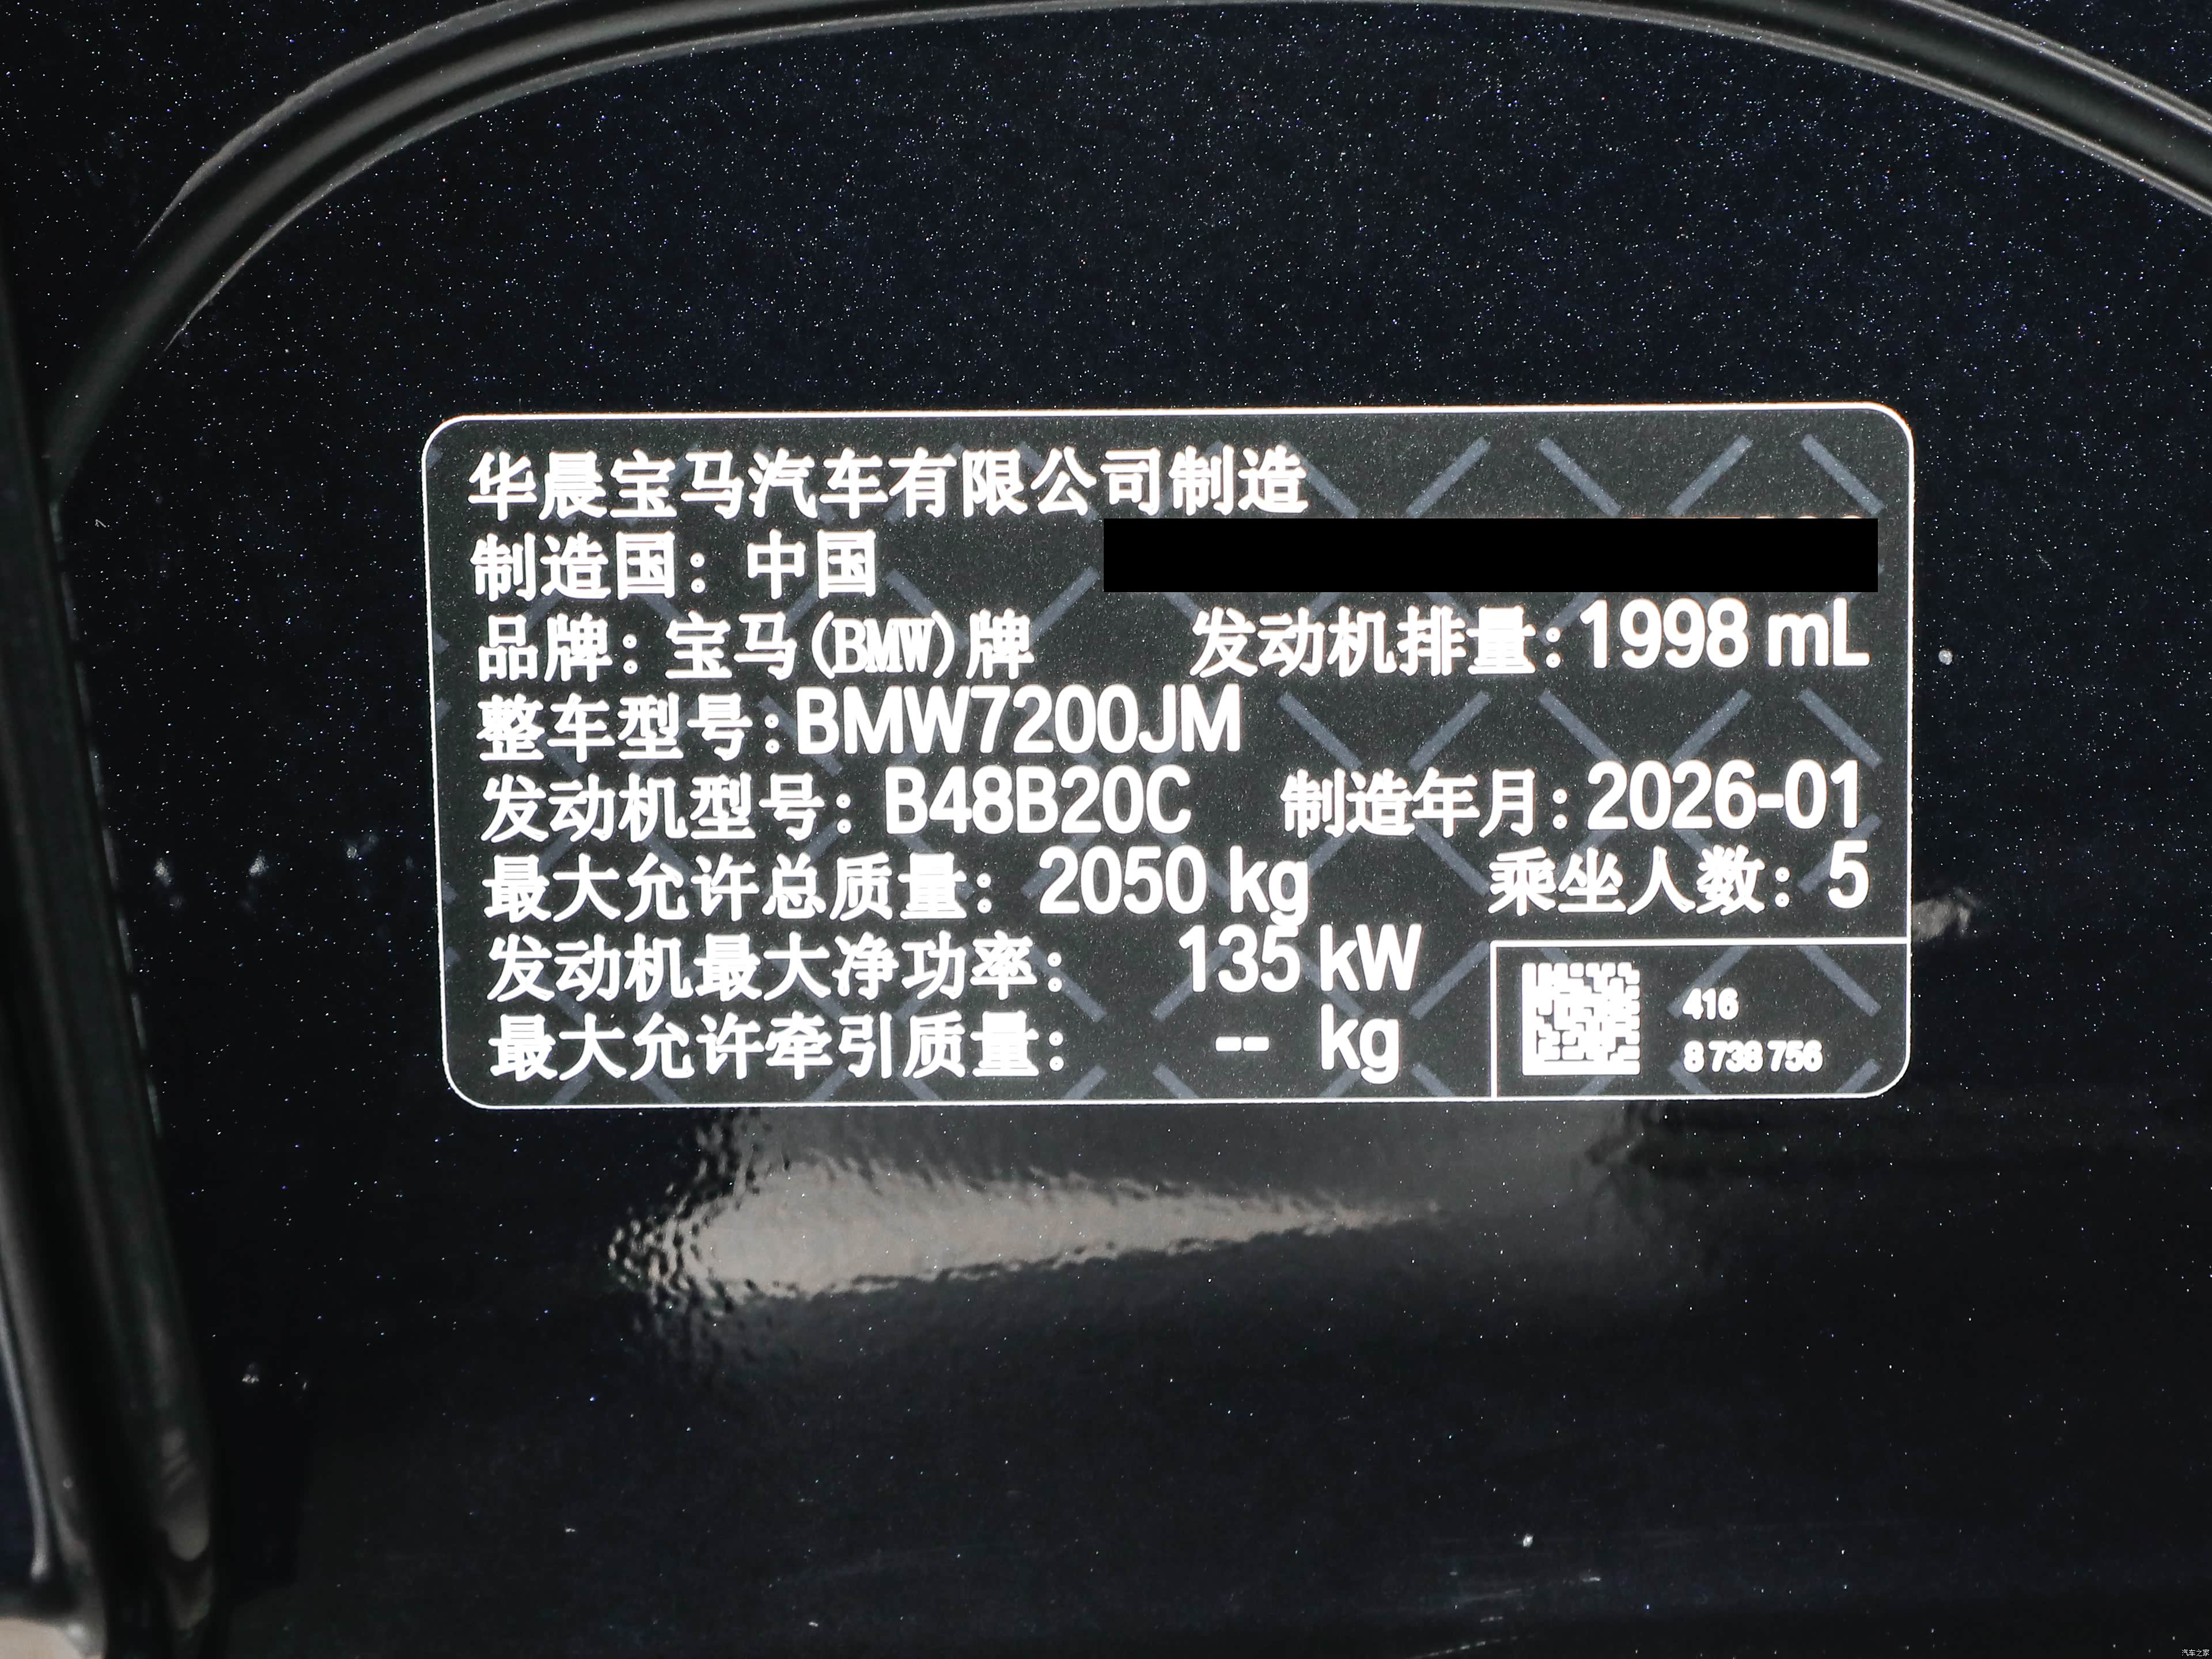 华晨宝马汽车有限公司制造
制造国：中国
品牌：宝马(BMW)牌 发动机排量：1998 mL
整车型号：BMW7200JM
发动机型号：B48B20C 制造年月：2026-01
最大允许总质量：2050 kg 乘坐人数：5
发动机最大净功率：135 kW
最大允许牵引质量：-- kg
416
8 738 756
汽车之家